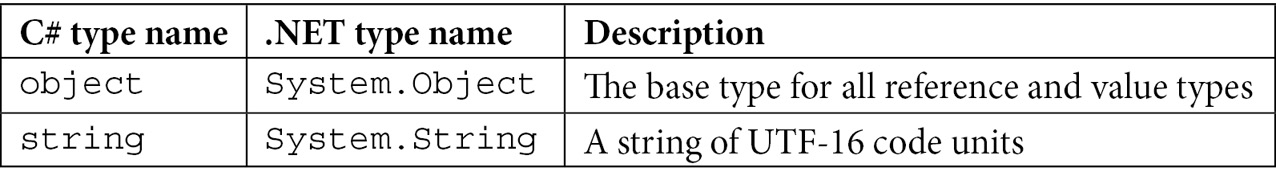 C# type name .NET type name Description
object System.Object The base type for all reference and value types
string System.String A string of UTF-16 code units